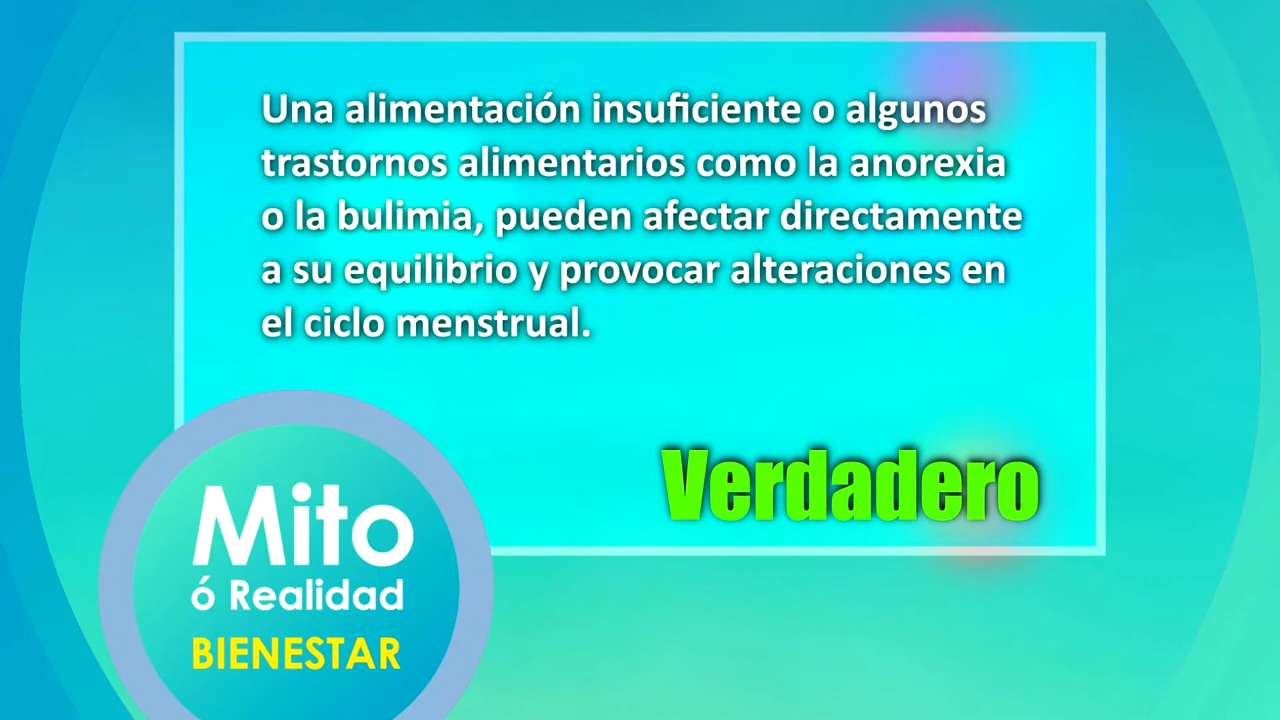 Una alimentación insuficiente o algunos
trastornos alimentarios como la anorexia
o la bulimia, pueden afectar directamente
a su equilibrio y provocar alteraciones en
el ciclo menstrual.
Verdadero
Mito
ó Realidad
BIENESTAR